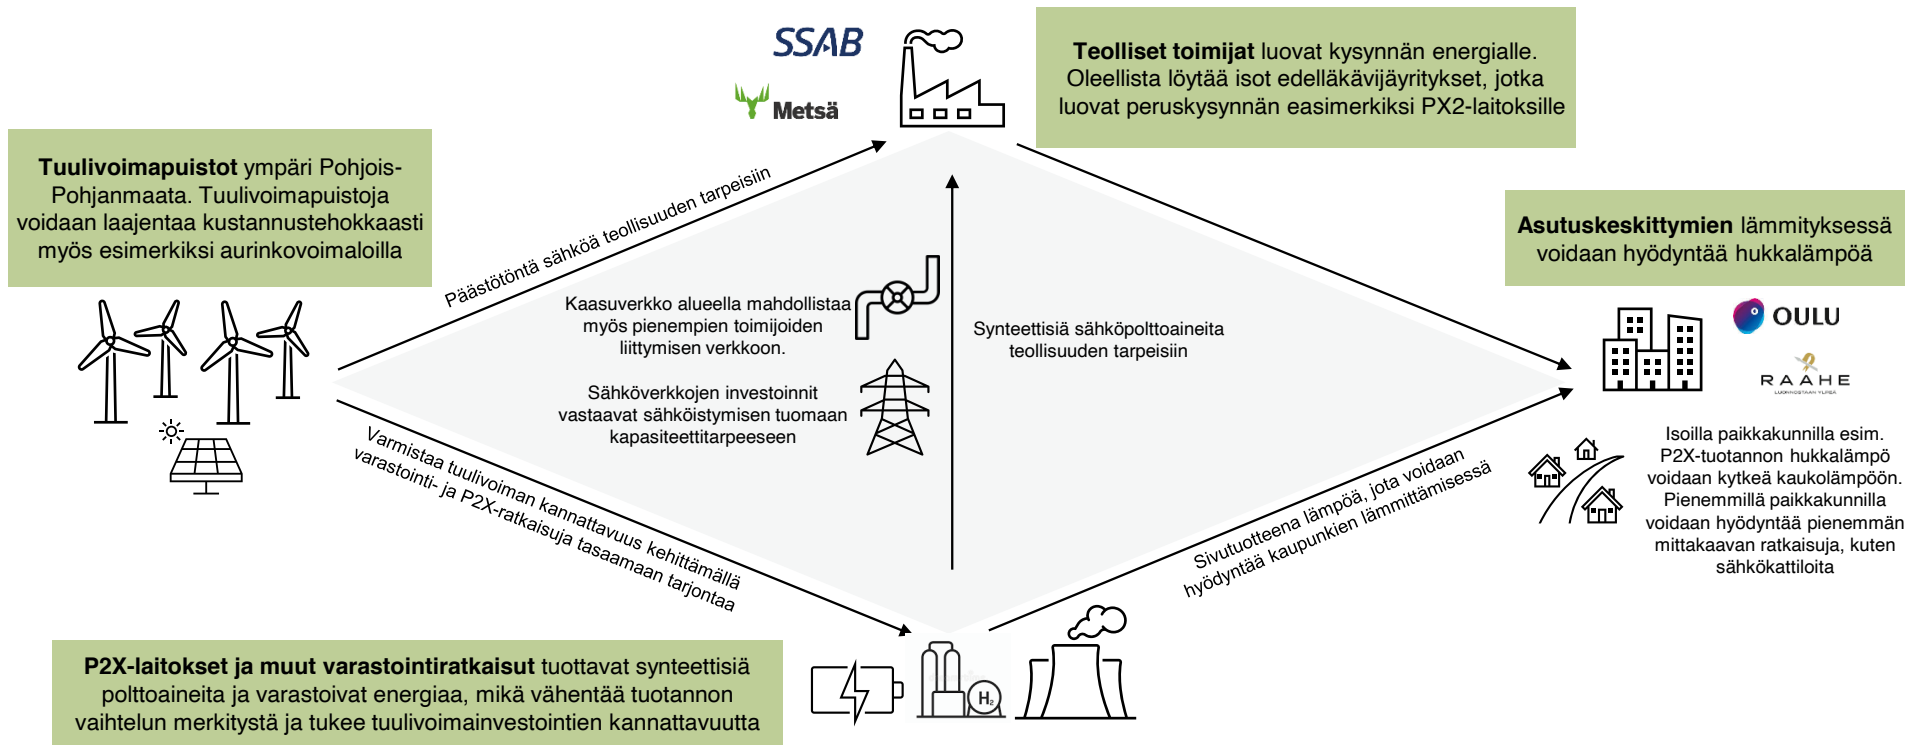 SSAB
Metsä
Teolliset toimijat luovat kysynnän energialle.
Oleellista löytää isot edelläkävijäyritykset, jotka
luovat peruskysynnän easimerkiksi PX2-laitoksille
Tuulivoimapuistot ympäri Pohjois-
Pohjanmaata. Tuulivoimapuistoja
voidaan laajentaa kustannustehokkaasti
myös esimerkiksi aurinkovoimaloilla
Päästötöntä sähköä teollisuuden tarpeisiin
Asutuskeskittymien lämmityksessä
voidaan hyödyntää hukkalämpöä
Kaasuverkko alueella mahdollistaa
myös pienempien toimijoiden
liittymisen verkkoon.
Synteettisiä sähköpolttoaineita
teollisuuden tarpeisiin
Sähköverkkojen investoinnit
vastaavat sähköistymisen tuomaan
kapasiteettitarpeeseen
OULU
RAAHE
LUONNOSTAAN YLPEÄ
Isoilla paikkakunnilla esim.
P2X-tuotannon hukkalämpö
voidaan kytkeä kaukolämpöön.
Pienemmillä paikkakunnilla
voidaan hyödyntää pienemmän
mittakaavan ratkaisuja, kuten
sähkökattiloita
Varmistaa tuulivoiman kannattavuus kehittämällä
varastointi- ja P2X-ratkaisuja tasaamaan tarjontaa
Sivutuotteena lämpöä, jota voidaan
hyödyntää kaupunkien lämmittämisessä
P2X-laitokset ja muut varastointiratkaisut tuottavat synteettisiä
polttoaineita ja varastoivat energiaa, mikä vähentää tuotannon
vaihtelun merkitystä ja tukee tuulivoimainvestointien kannattavuutta
H₂